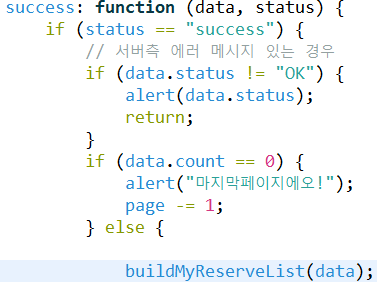 success: function (data, status) {
if (status == "success") {
// 서버측 에러 메시지 있는 경우
if (data.status != "OK") {
alert(data.status);
return;
}
if (data.count == 0) {
alert("마지막페이지에오!");
page -= 1;
} else {
buildMyReserveList(data);